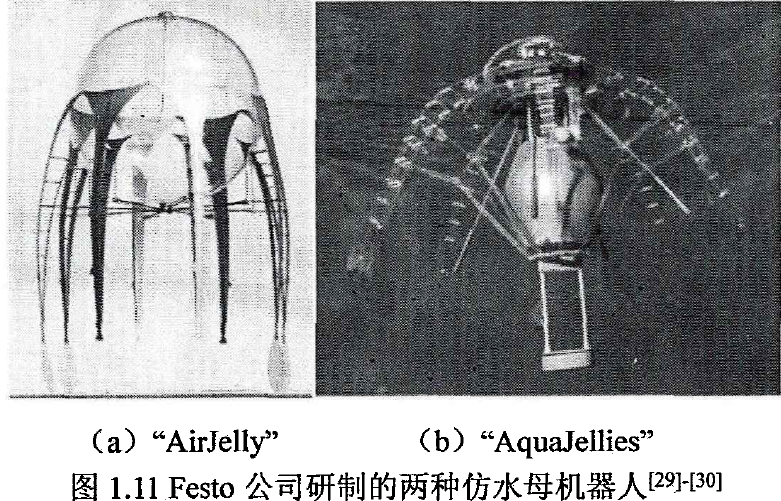 （a）“AirJelly”
（b）“AquaJellies”
图 1.11 Festo 公司研制的两种仿水母机器人[29]-[30]